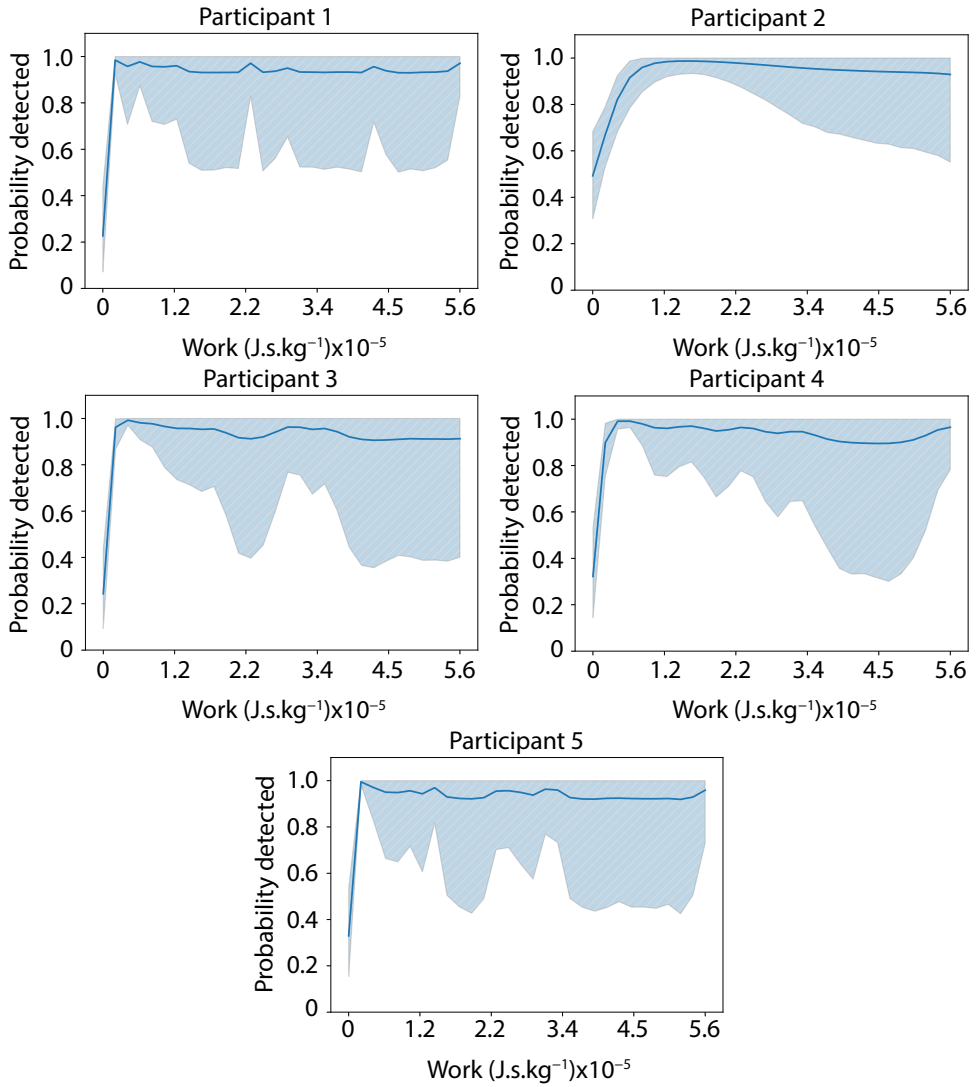 Participant 1
Participant 2
Probability detected
1.0
0.8
0.6
0.4
0.2
0
0 1.2 2.2 3.4 4.5 5.6
Work (J.s.kg⁻¹)x10⁻⁵
Probability detected
1.0
0.8
0.6
0.4
0.2
0
0 1.2 2.2 3.4 4.5 5.6
Work (J.s.kg⁻¹)x10⁻⁵
Participant 3
Participant 4
Probability detected
1.0
0.8
0.6
0.4
0.2
0
0 1.2 2.2 3.4 4.5 5.6
Work (J.s.kg⁻¹)x10⁻⁵
Probability detected
1.0
0.8
0.6
0.4
0.2
0
0 1.2 2.2 3.4 4.5 5.6
Work (J.s.kg⁻¹)x10⁻⁵
Participant 5
Probability detected
1.0
0.8
0.6
0.4
0.2
0
0 1.2 2.2 3.4 4.5 5.6
Work (J.s.kg⁻¹)x10⁻⁵